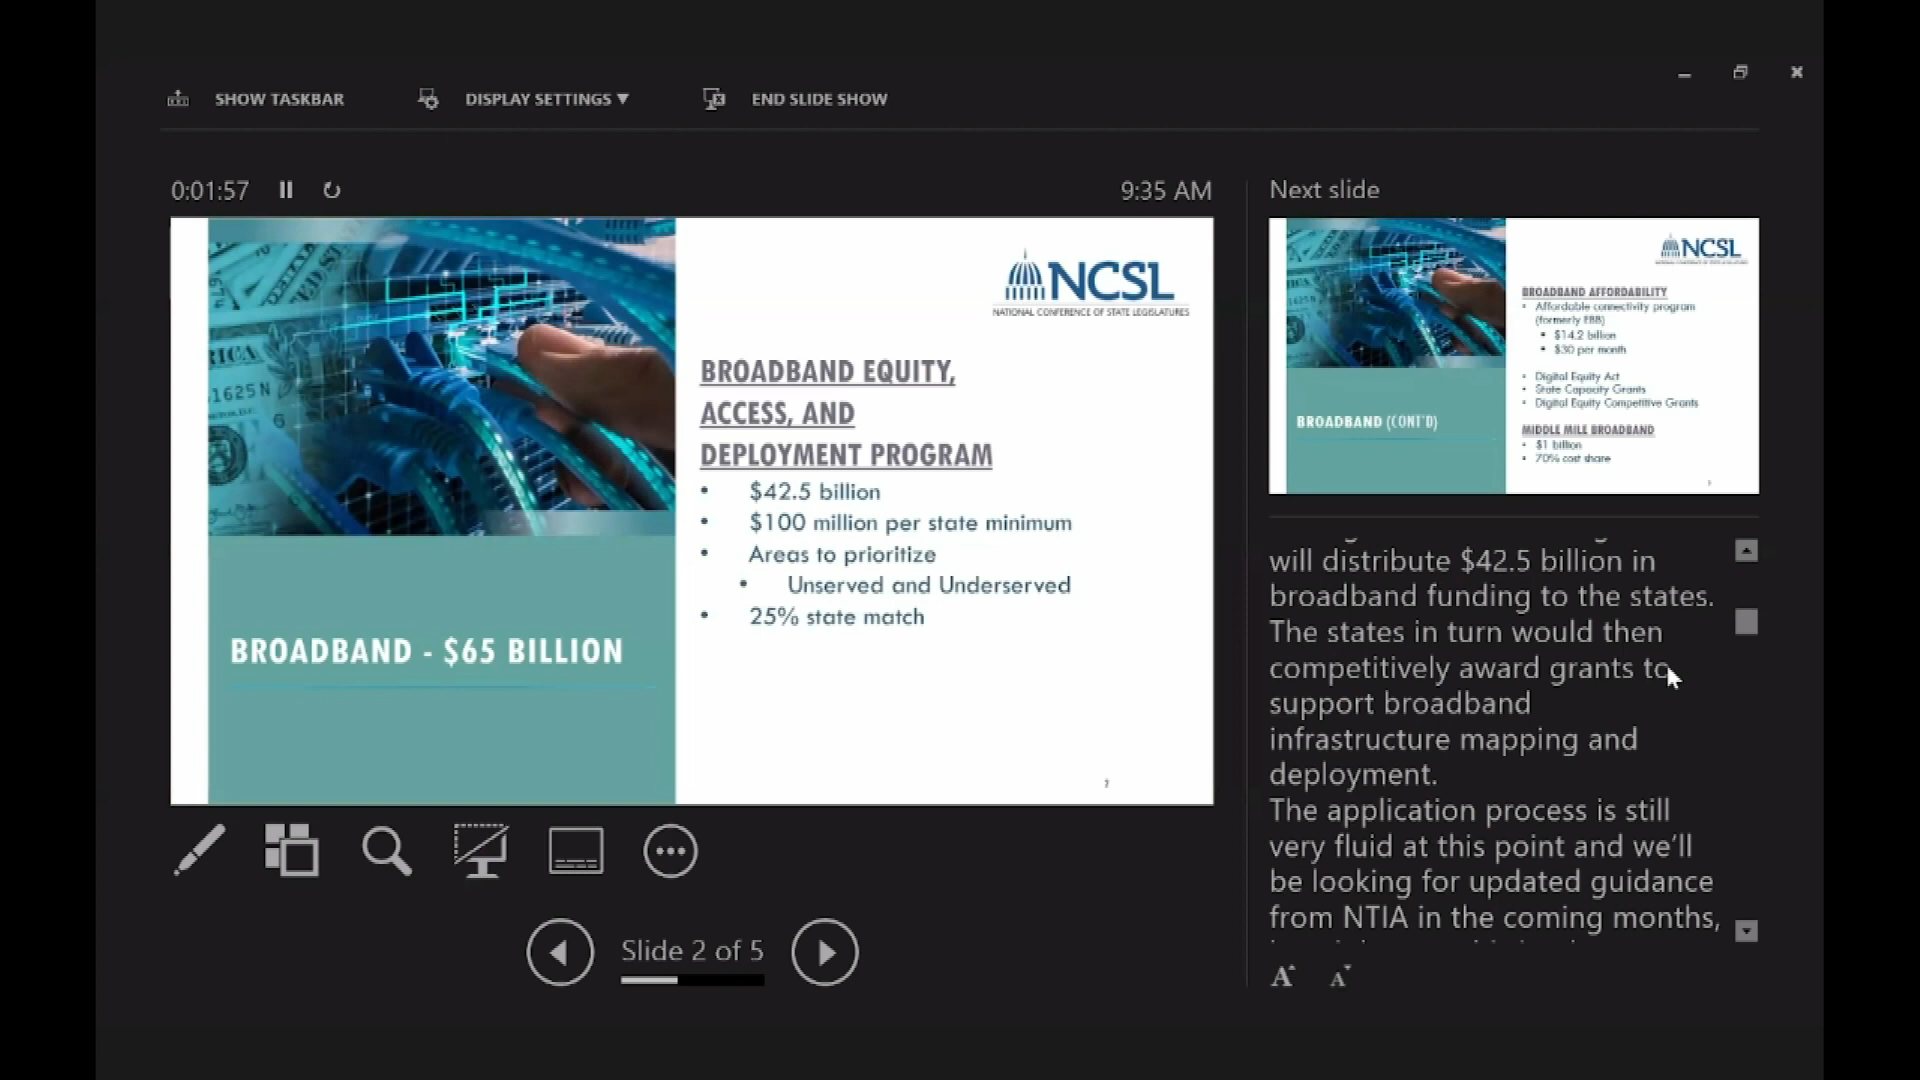 SHOW TASKBAR
DISPLAY SETTINGS ▼
END SLIDE SHOW
0:01:57
9:35 AM
NCSL
NATIONAL CONFERENCE OF STATE LEGISLATURES
BROADBAND EQUITY,
ACCESS, AND
DEPLOYMENT PROGRAM
• $42.5 billion
• $100 million per state minimum
• Areas to prioritize
• Unserved and Underserved
• 25% state match
BROADBAND - $65 BILLION
2
Slide 2 of 5
Next slide
NCSL
NATIONAL CONFERENCE OF STATE LEGISLATURES
BROADBAND AFFORDABILITY
• Affordable connectivity program
(formerly EBB)
• $14.2 billion
• $30 per month
• Digital Equity Act
• State Capacity Grants
• Digital Equity Competitive Grants
BROADBAND (CONT'D)
MIDDLE MILE BROADBAND
• $1 billion
• 70% cost share
3
will distribute $42.5 billion in
broadband funding to the states.
The states in turn would then
competitively award grants to
support broadband
infrastructure mapping and
deployment.
The application process is still
very fluid at this point and we'll
be looking for updated guidance
from NTIA in the coming months,
A A